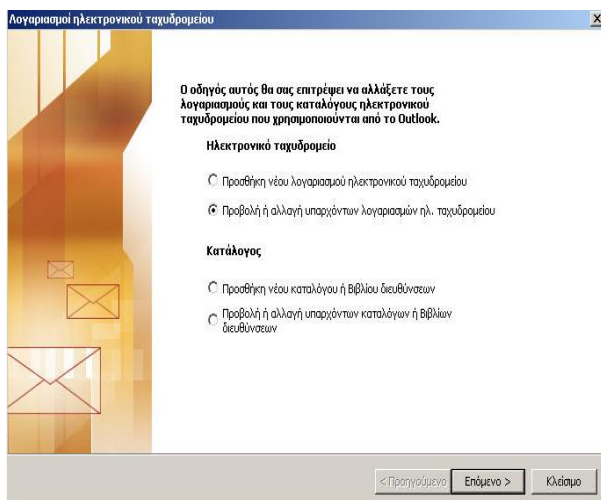 Λογαριασμοί ηλεκτρονικού ταχυδρομείου
Ο οδηγός αυτός θα σας επιτρέψει να αλλάξετε τους
λογαριασμούς και τους καταλόγους ηλεκτρονικού
ταχυδρομείου που χρησιμοποιούνται από το Outlook.
Ηλεκτρονικό ταχυδρομείο
Προσθήκη νέου λογαριασμού ηλεκτρονικού ταχυδρομείου
Προβολή ή αλλαγή υπαρχόντων λογαριασμών ηλ. ταχυδρομείου
Κατάλογος
Προσθήκη νέου καταλόγου ή Βιβλίου διευθύνσεων
Προβολή ή αλλαγή υπαρχόντων καταλόγων ή Βιβλίων
διευθύνσεων
< Προηγούμενο Επόμενο > Κλείσιμο